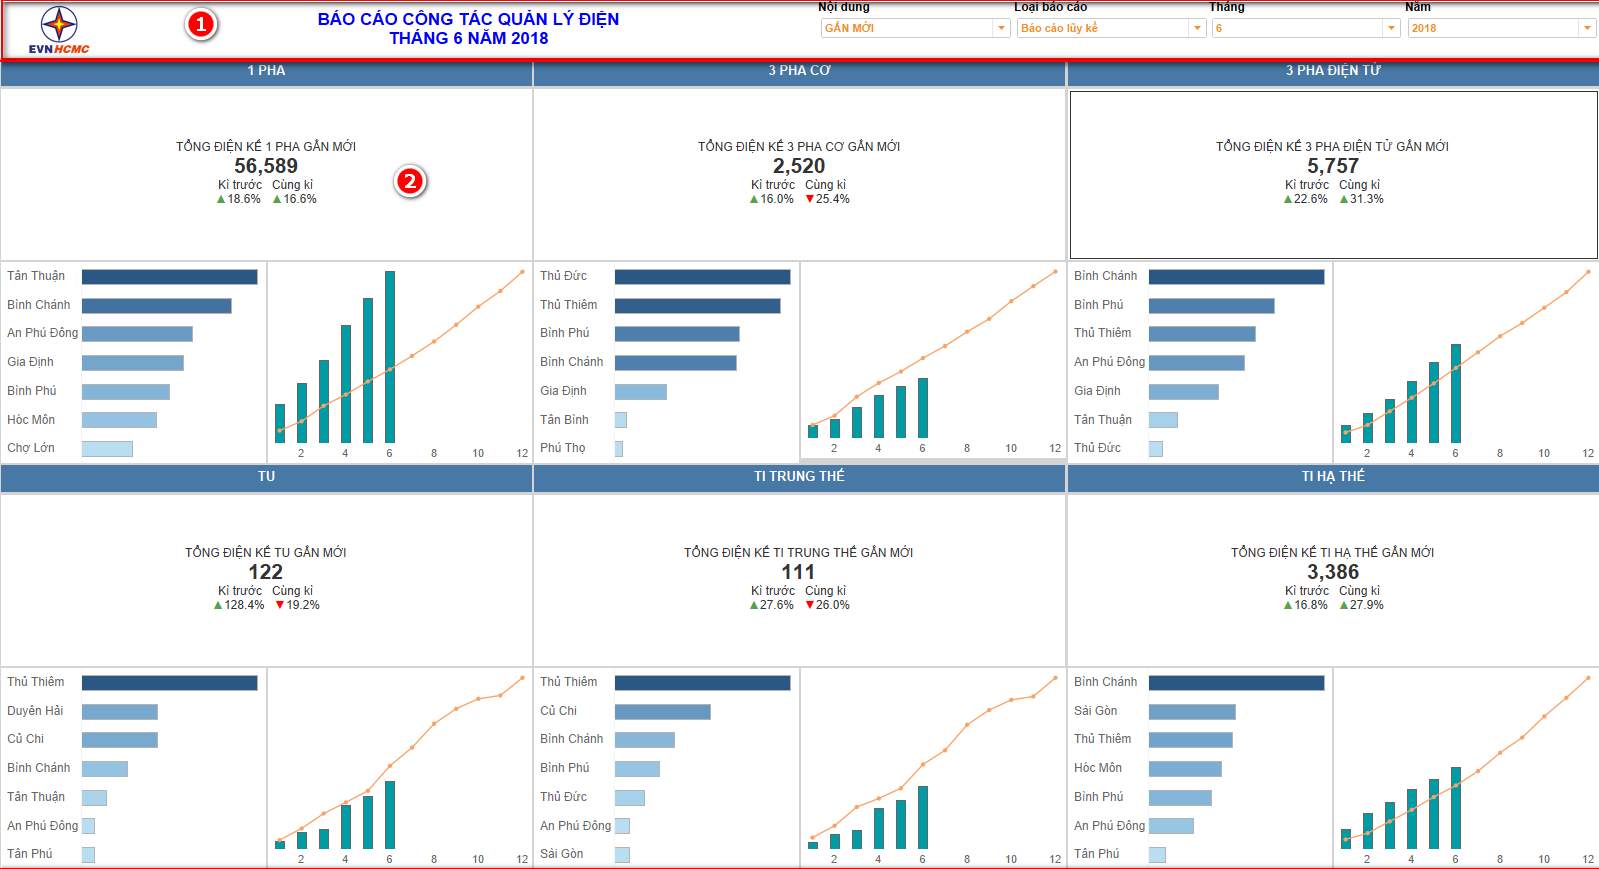 EVNHCMC
1
BÁO CÁO CÔNG TÁC QUẢN LÝ ĐIỆN
THÁNG 6 NĂM 2018
Nội dung
GẮN MỚI
Loại báo cáo
Báo cáo lũy kế
Tháng
6
Năm
2018
1 PHA
3 PHA CƠ
3 PHA ĐIỆN TỬ
TỔNG ĐIỆN KẾ 1 PHA GẮN MỚI
56,589
Kì trước Cùng kì
▲18.6% ▲16.6%
2
TỔNG ĐIỆN KẾ 3 PHA CƠ GẮN MỚI
2,520
Kì trước Cùng kì
▲16.0% ▼25.4%
TỔNG ĐIỆN KẾ 3 PHA ĐIỆN TỬ GẮN MỚI
5,757
Kì trước Cùng kì
▲22.6% ▲31.3%
Tân Thuận
Bình Chánh
An Phú Đông
Gia Định
Bình Phú
Hóc Môn
Chợ Lớn
2 4 6 8 10 12
Thủ Đức
Thủ Thiêm
Bình Phú
Bình Chánh
Gia Định
Tân Bình
Phú Thọ
2 4 6 8 10 12
Bình Chánh
Bình Phú
Thủ Thiêm
An Phú Đông
Gia Định
Tân Thuận
Thủ Đức
2 4 6 8 10 12
TU
TI TRUNG THẾ
TI HẠ THẾ
TỔNG ĐIỆN KẾ TU GẮN MỚI
122
Kì trước Cùng kì
▲128.4% ▼19.2%
TỔNG ĐIỆN KẾ TI TRUNG THẾ GẮN MỚI
111
Kì trước Cùng kì
▲27.6% ▼26.0%
TỔNG ĐIỆN KẾ TI HẠ THẾ GẮN MỚI
3,386
Kì trước Cùng kì
▲16.8% ▲27.9%
Thủ Thiêm
Duyên Hải
Củ Chi
Bình Chánh
Tân Thuận
An Phú Đông
Tân Phú
2 4 6 8 10 12
Thủ Thiêm
Củ Chi
Bình Chánh
Bình Phú
Thủ Đức
An Phú Đông
Sài Gòn
2 4 6 8 10 12
Bình Chánh
Sài Gòn
Thủ Thiêm
Hóc Môn
Bình Phú
An Phú Đông
Tân Phú
2 4 6 8 10 12